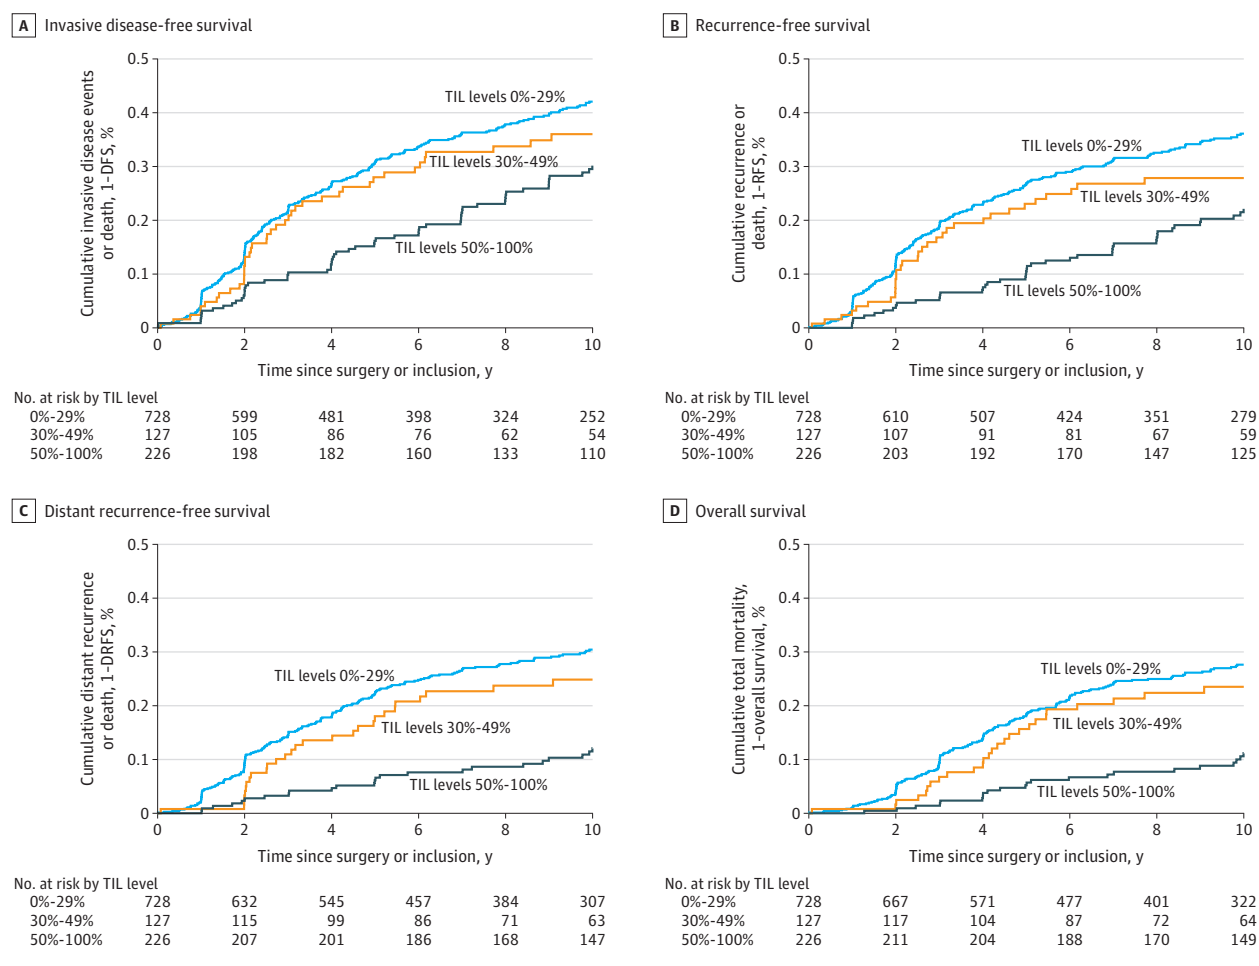 A Invasive disease-free survival
Cumulative invasive disease events
or death, 1-DFS, %
0.5
0.4
0.3
0.2
0.1
0
TIL levels 0%-29%
TIL levels 30%-49%
TIL levels 50%-100%
0 2 4 6 8 10
Time since surgery or inclusion, y
No. at risk by TIL level
0%-29% 728 599 481 398 324 252
30%-49% 127 105 86 76 62 54
50%-100% 226 198 182 160 133 110
B Recurrence-free survival
Cumulative recurrence or
death, 1-RFS, %
0.5
0.4
0.3
0.2
0.1
0
TIL levels 0%-29%
TIL levels 30%-49%
TIL levels 50%-100%
0 2 4 6 8 10
Time since surgery or inclusion, y
No. at risk by TIL level
0%-29% 728 610 507 424 351 279
30%-49% 127 107 91 81 67 59
50%-100% 226 203 192 170 147 125
C Distant recurrence-free survival
Cumulative distant recurrence
or death, 1-DRFS, %
0.5
0.4
0.3
0.2
0.1
0
TIL levels 0%-29%
TIL levels 30%-49%
TIL levels 50%-100%
0 2 4 6 8 10
Time since surgery or inclusion, y
No. at risk by TIL level
0%-29% 728 632 545 457 384 307
30%-49% 127 115 99 86 71 63
50%-100% 226 207 201 186 168 147
D Overall survival
Cumulative total mortality,
1-overall survival, %
0.5
0.4
0.3
0.2
0.1
0
TIL levels 0%-29%
TIL levels 30%-49%
TIL levels 50%-100%
0 2 4 6 8 10
Time since surgery or inclusion, y
No. at risk by TIL level
0%-29% 728 667 571 477 401 322
30%-49% 127 117 104 87 72 64
50%-100% 226 211 204 188 170 149